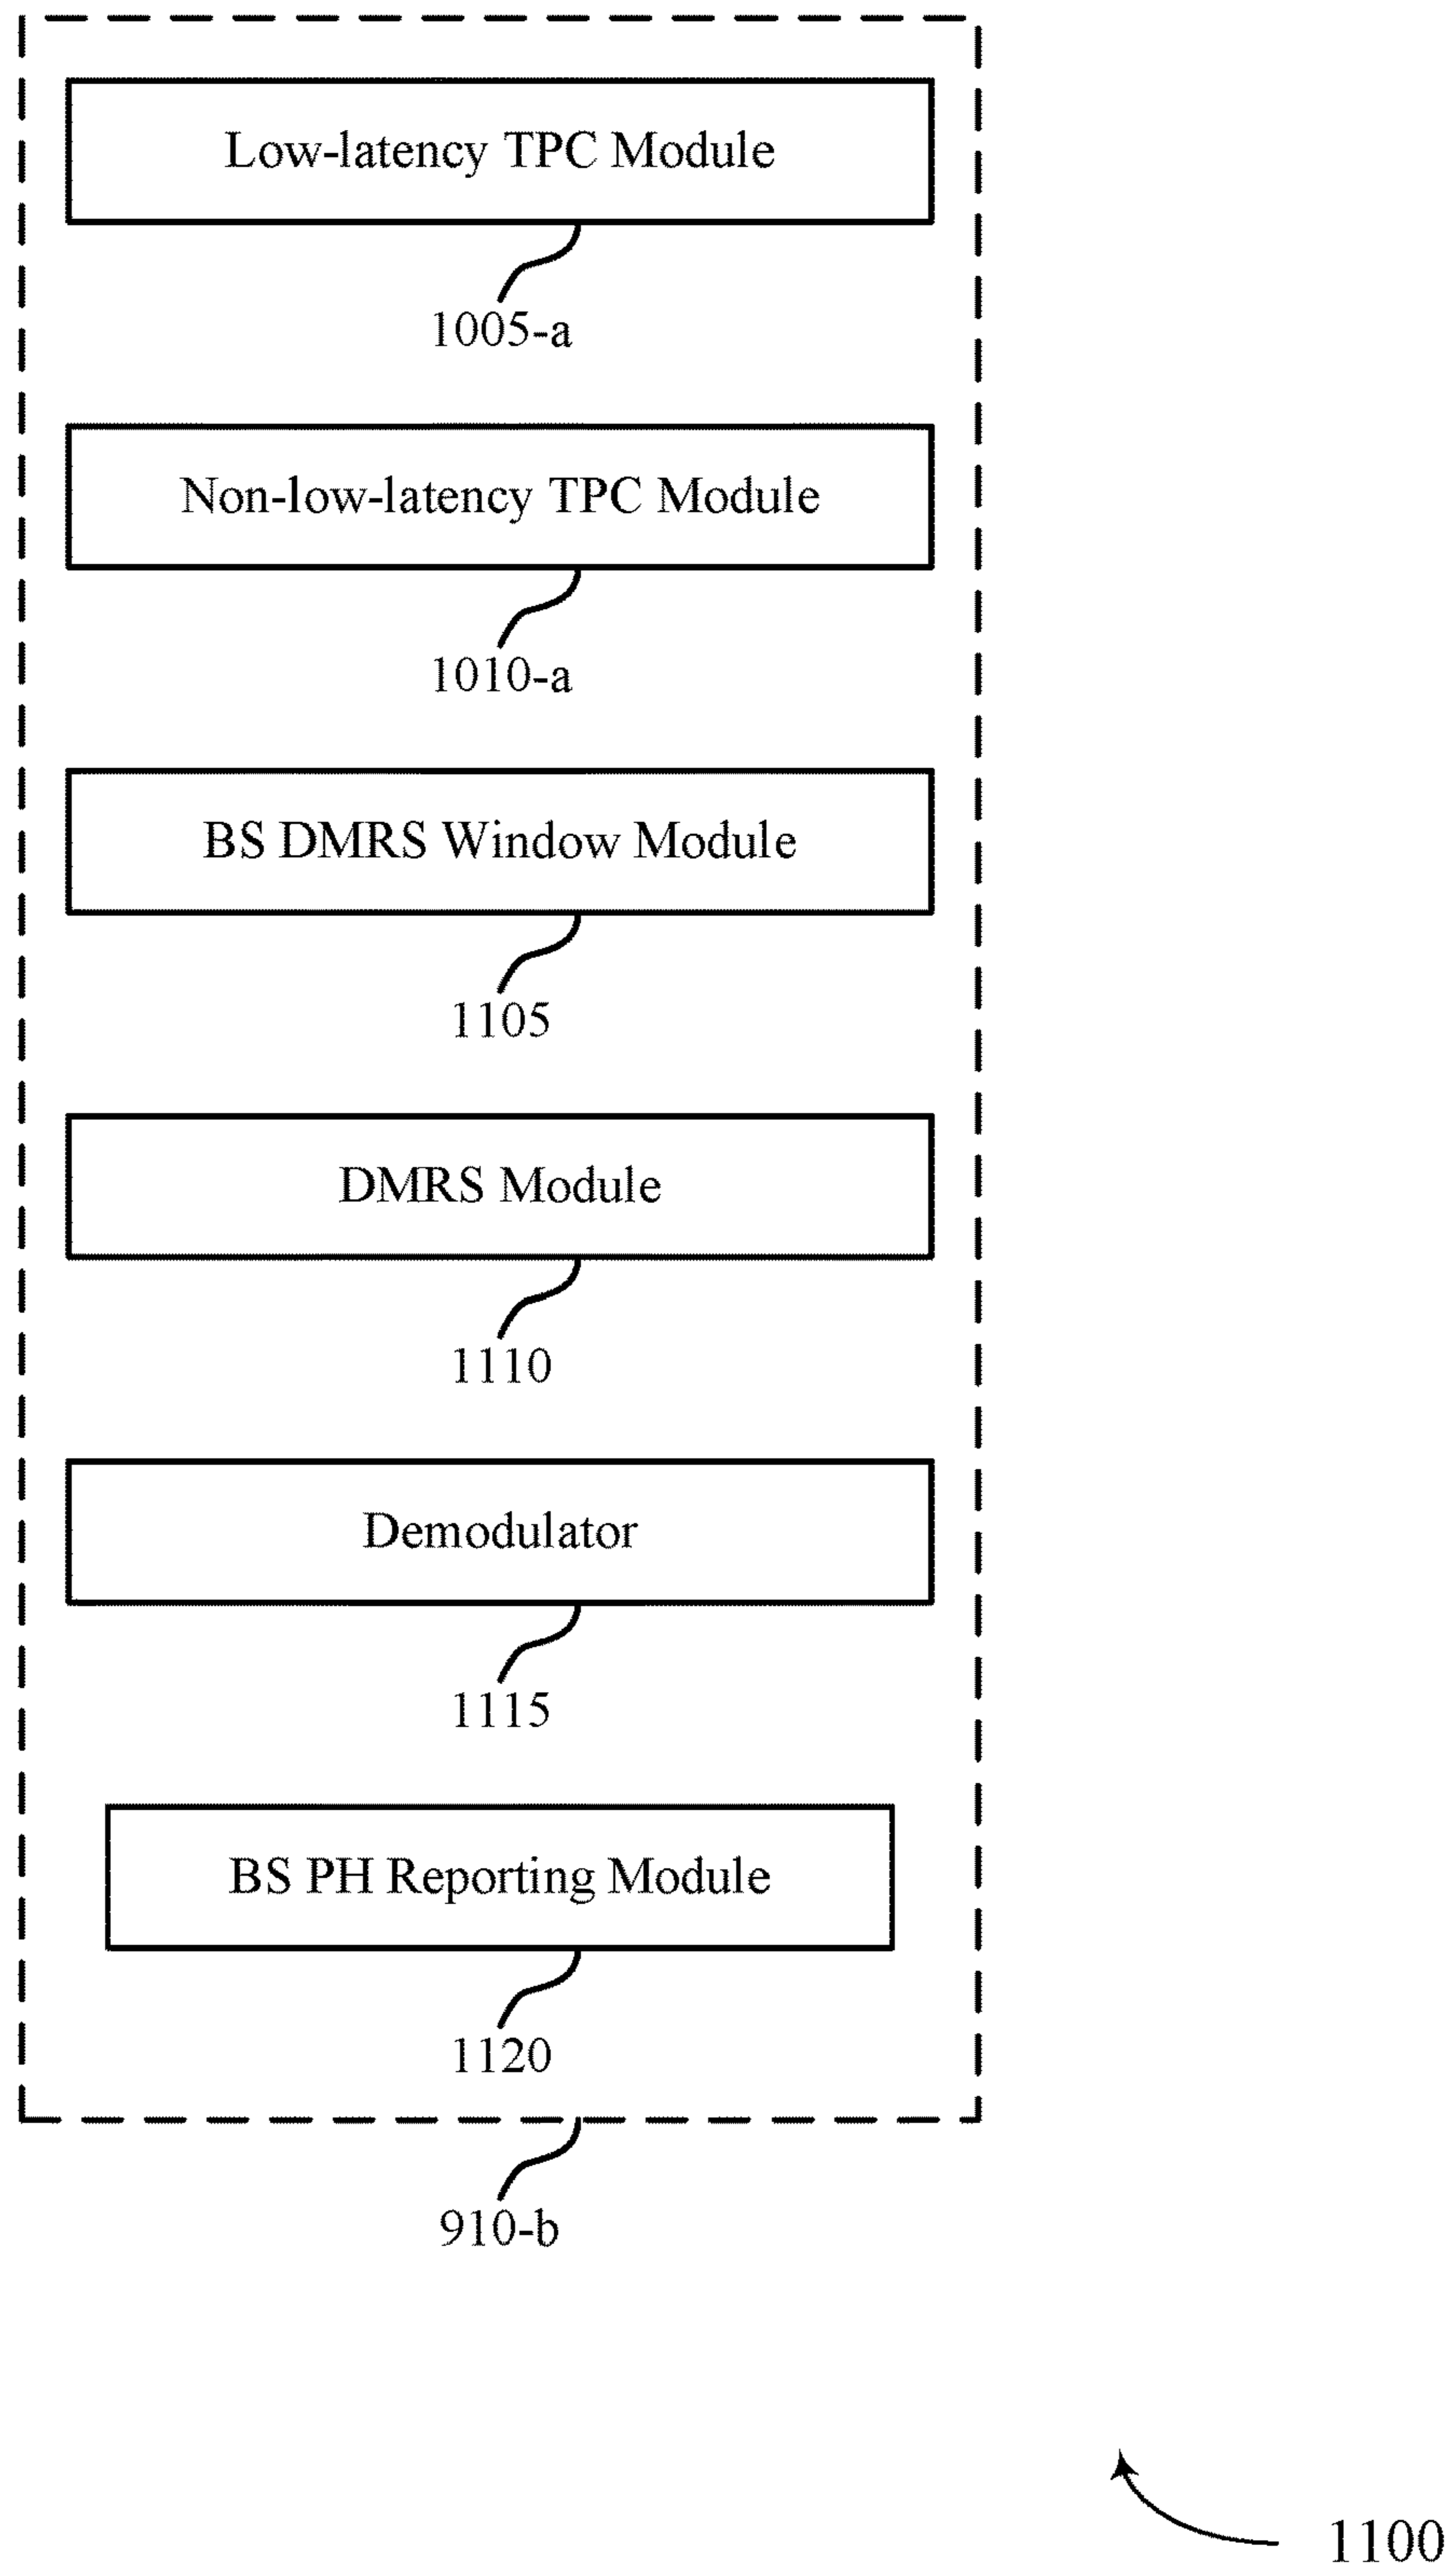 Low-latency TPC Module
1005-a
Non-low-latency TPC Module
1010-a
BS DMRS Window Module
1105
DMRS Module
1110
Demodulator
1115
BS PH Reporting Module
1120
910-b
1100